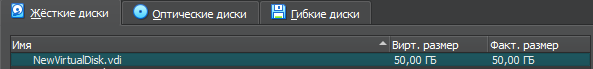 Жёсткие диски Оптические диски Гибкие диски
Имя Вирт. размер Факт. размер
NewVirtualDisk.vdi 50,00 ГБ 50,00 ГБ